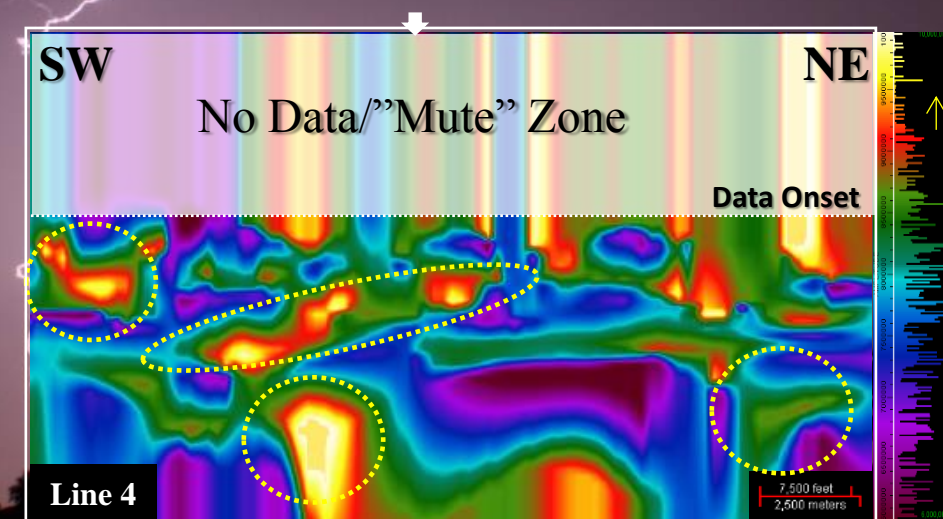 SW
NE
No Data/”Mute” Zone
Data Onset
Line 4
7,500 feet
2,500 meters